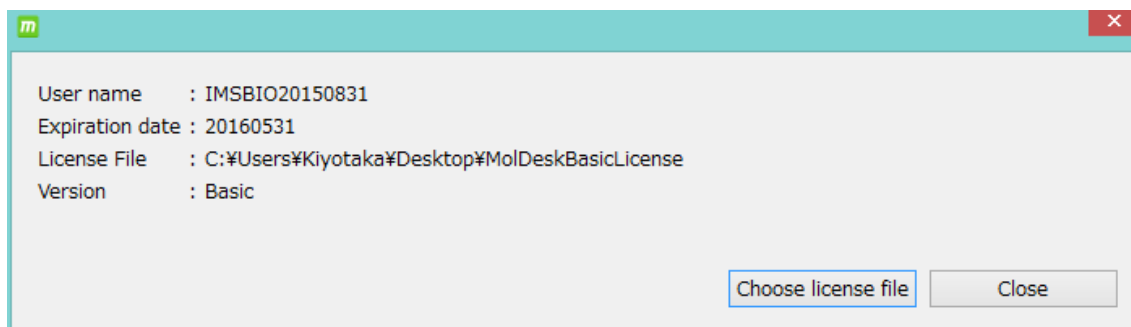 m
User name : IMSBIO20150831
Expiration date : 20160531
License File : C:¥Users¥Kiyotaka¥Desktop¥MolDeskBasicLicense
Version : Basic
Choose license file Close